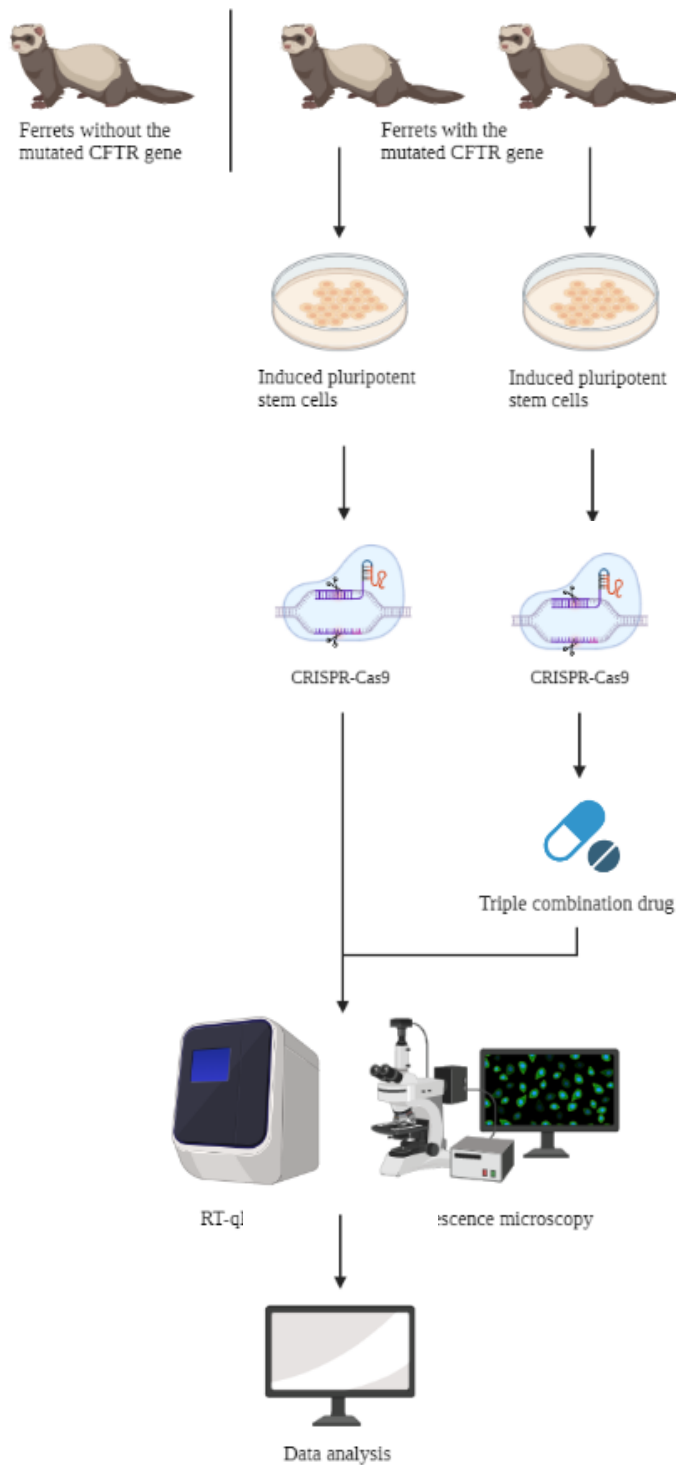 Ferrets without the
mutated CFTR gene
Ferrets with the
mutated CFTR gene
Induced pluripotent
stem cells
Induced pluripotent
stem cells
CRISPR-Cas9
CRISPR-Cas9
Triple combination drug
microscopy
Data analysis